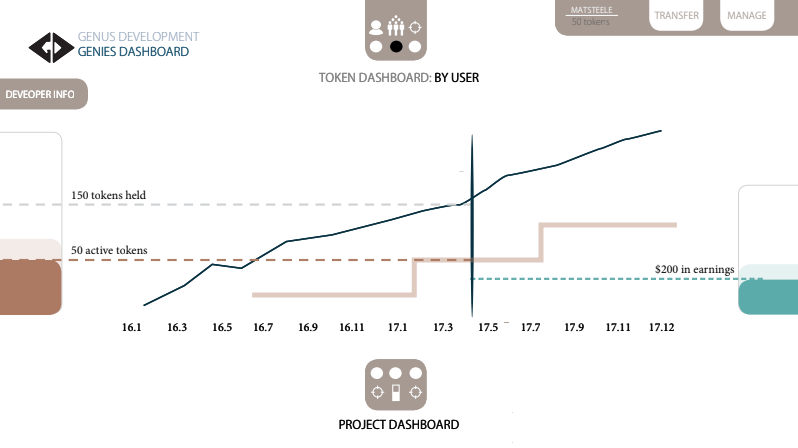 MATSTEELE
50 tokens
TRANSFER
MANAGE
GENUS DEVELOPMENT
GENIES DASHBOARD
TOKEN DASHBOARD: BY USER
DEVEOPER INFO
150 tokens held
50 active tokens
$200 in earnings
16.1 16.3 16.5 16.7 16.9 16.11 17.1 17.3 17.5 17.7 17.9 17.11 17.12
PROJECT DASHBOARD